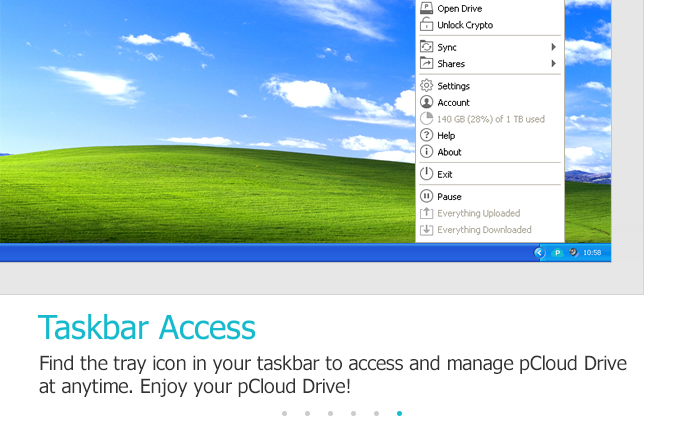 Open Drive
Unlock Crypto
Sync
Shares
Settings
Account
140 GB (28%) of 1 TB used
Help
About
Exit
Pause
Everything Uploaded
Everything Downloaded
P 10:58
Taskbar Access
Find the tray icon in your taskbar to access and manage pCloud Drive
at anytime. Enjoy your pCloud Drive!